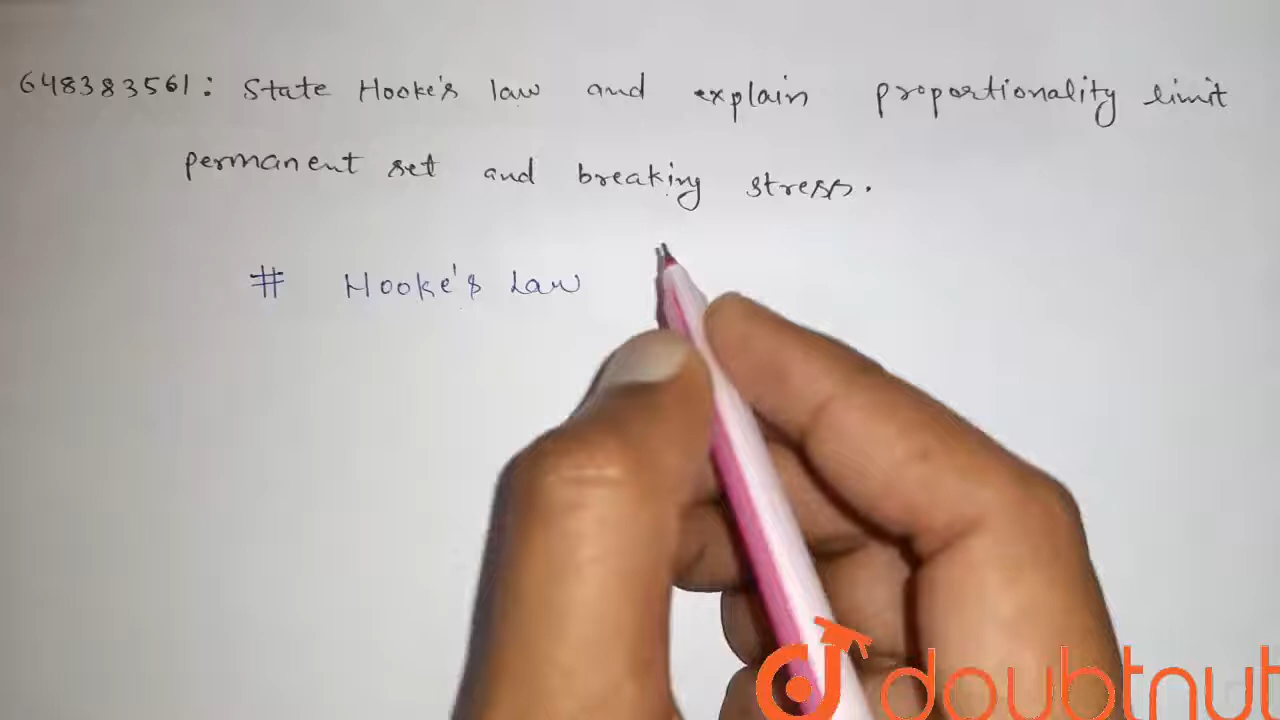 648383561: State Hooke's law and explain proportionality limit
permanent set and breaking stress.
# Hooke's Law
doubtnut